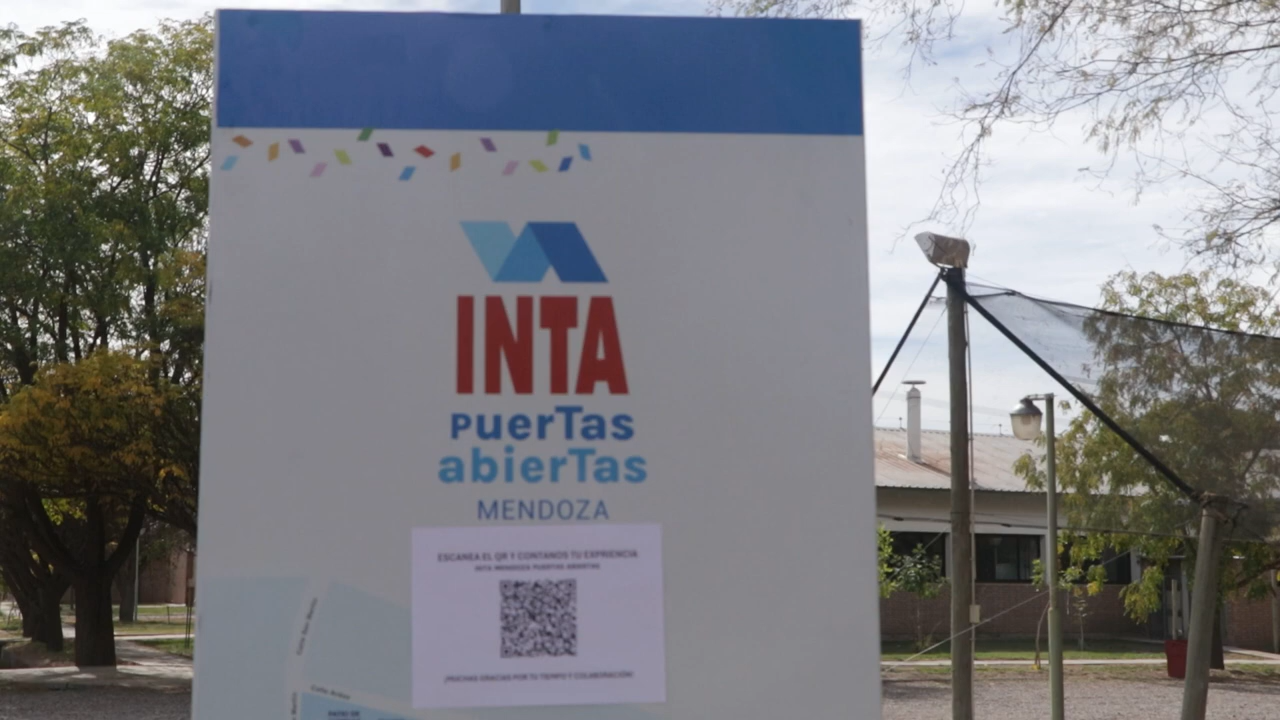 INTA
PuerTas
abierTas
MENDOZA
ESCANEA EL QR Y CONTANOS TU EXPRIENCIA
INTA MENDOZA PUERTAS ABIERTAS
¡MUCHAS GRACIAS POR TU TIEMPO Y COLABORACIÓN!